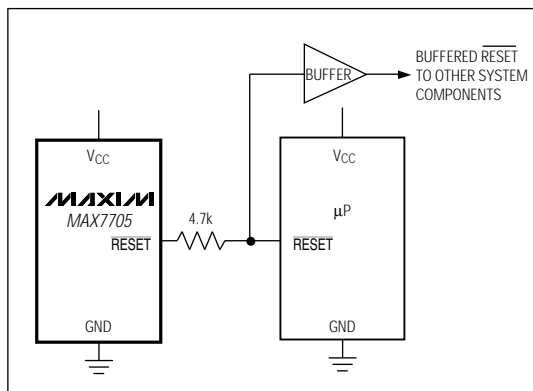 BUFFER
BUFFERED RESET
TO OTHER SYSTEM
COMPONENTS
VCC
MAXIM
MAX7705
RESET
GND
4.7k
VCC
μP
RESET
GND